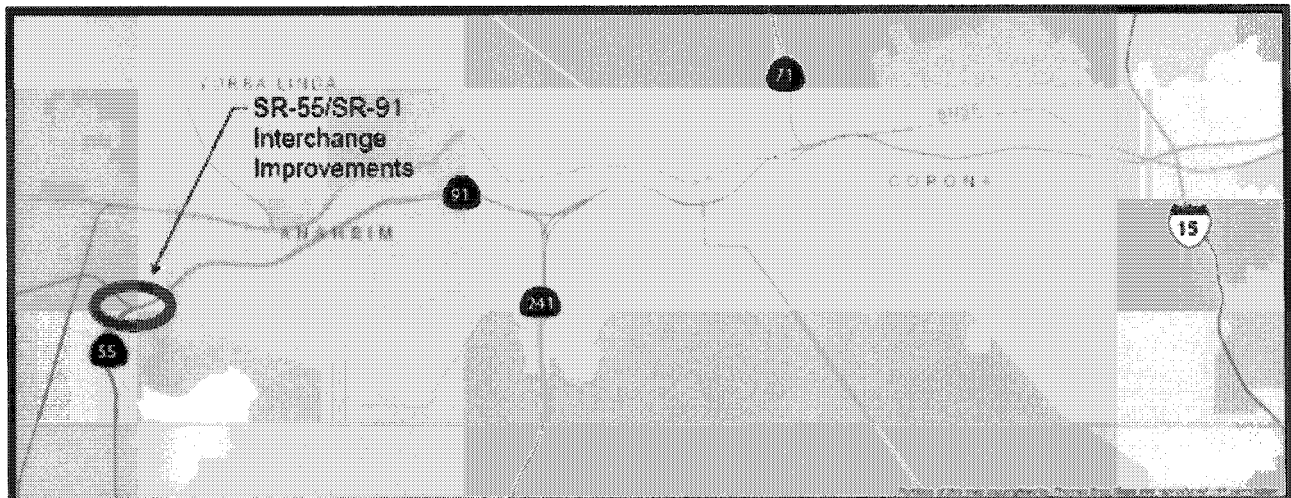 71
YORBA LINDA
SR-55/SR-91
Interchange
Improvements
91
CORONA
15
ANAHEIM
241
55